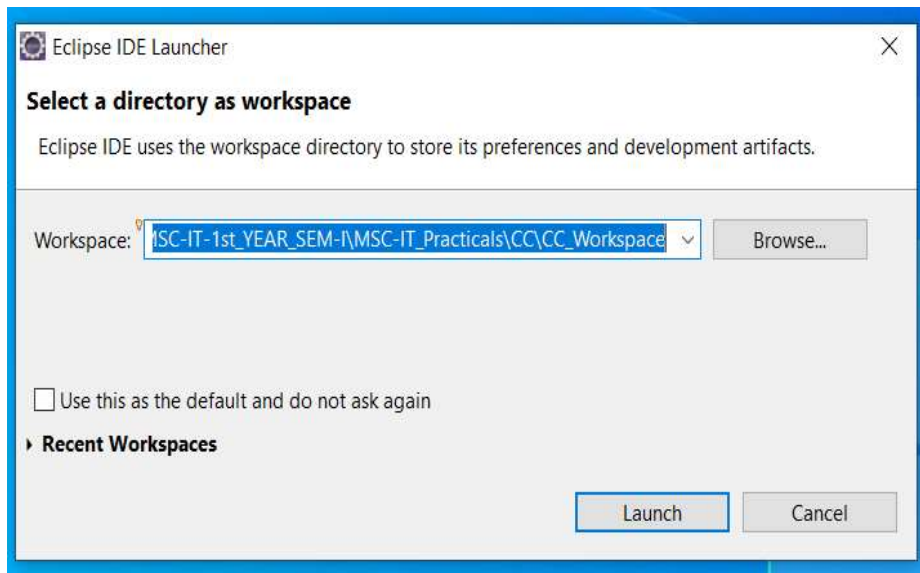 Eclipse IDE Launcher
Select a directory as workspace
Eclipse IDE uses the workspace directory to store its preferences and development artifacts.
Workspace: MSC-IT-1st_YEAR_SEM-I\MSC-IT_Practicals\CC\CC_Workspace Browse...
Use this as the default and do not ask again
Recent Workspaces
Launch Cancel